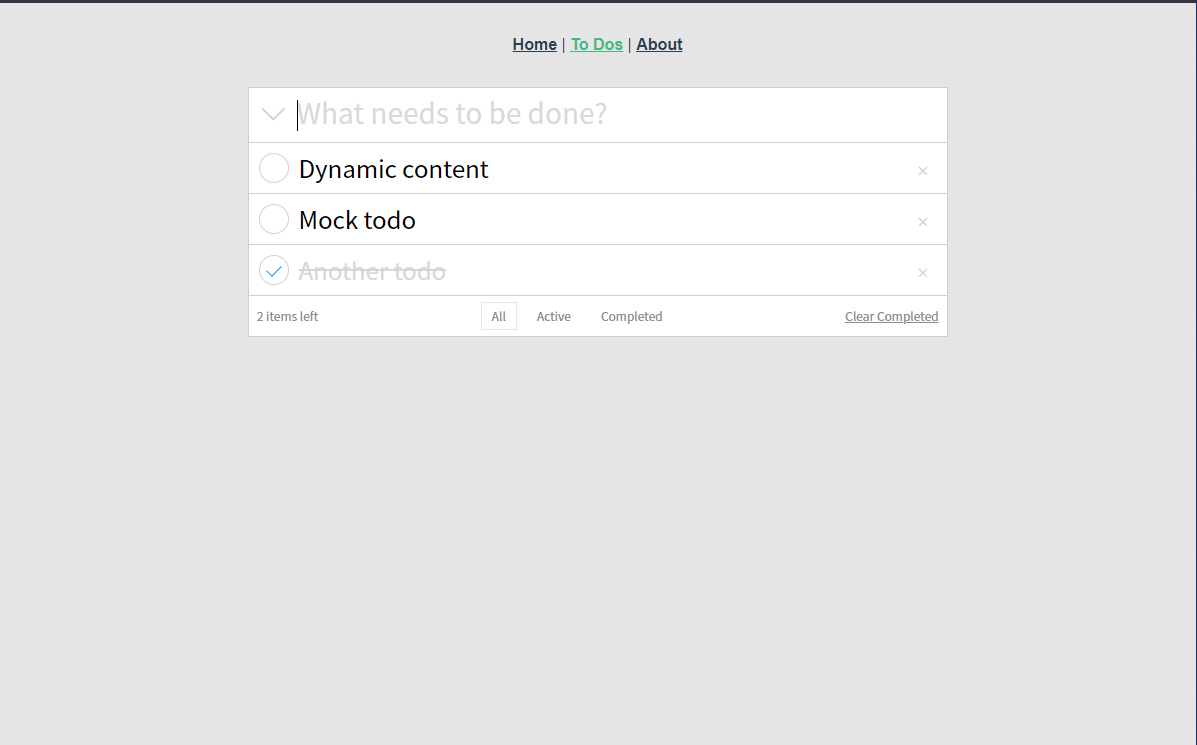 Home | To Dos | About
What needs to be done?
Dynamic content
Mock todo
Another todo
2 items left All Active Completed Clear Completed